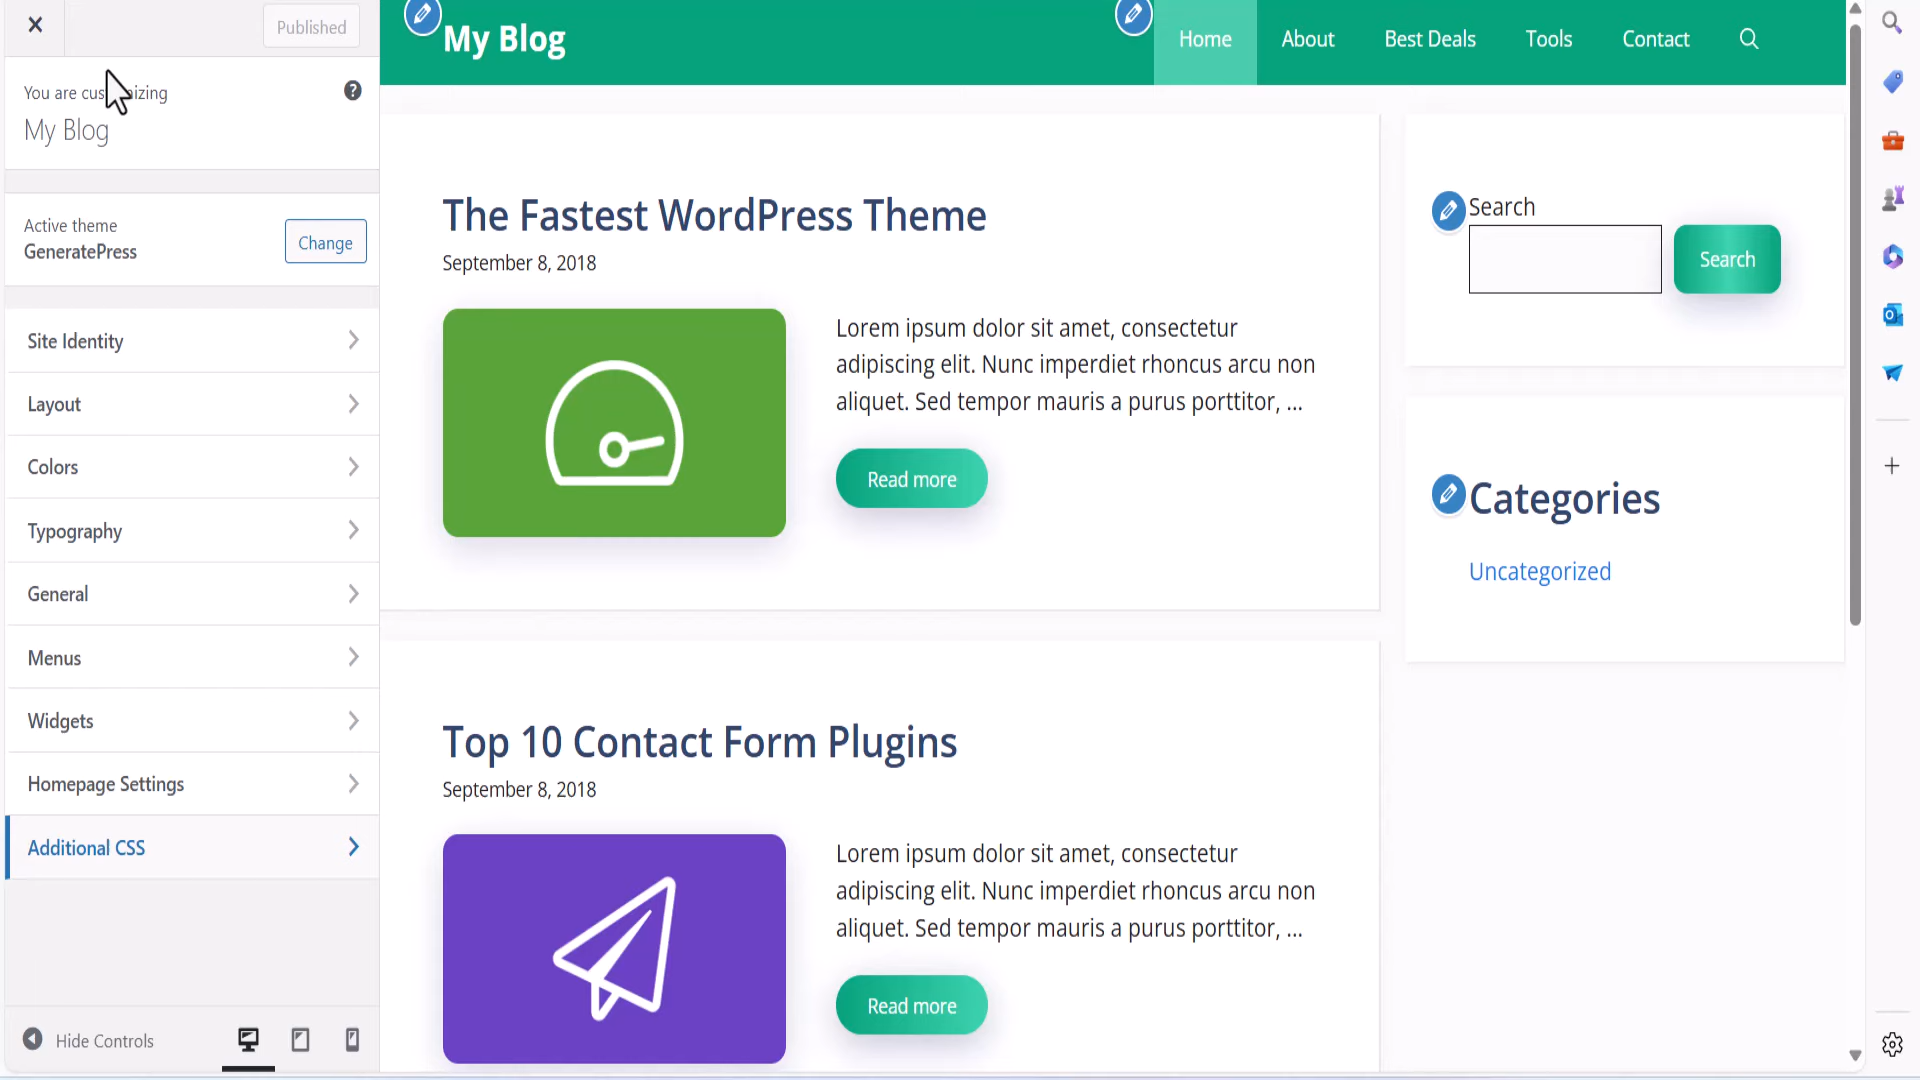 Published
You are customizing
My Blog
Active theme
GeneratePress
Change
Site Identity
Layout
Colors
Typography
General
Menus
Widgets
Homepage Settings
Additional CSS
Hide Controls
My Blog
Home About Best Deals Tools Contact
The Fastest WordPress Theme
September 8, 2018
Lorem ipsum dolor sit amet, consectetur
adipiscing elit. Nunc imperdiet rhoncus arcu non
aliquet. Sed tempor mauris a purus porttitor, ...
Read more
Top 10 Contact Form Plugins
September 8, 2018
Lorem ipsum dolor sit amet, consectetur
adipiscing elit. Nunc imperdiet rhoncus arcu non
aliquet. Sed tempor mauris a purus porttitor, ...
Read more
Search
Search
Categories
Uncategorized